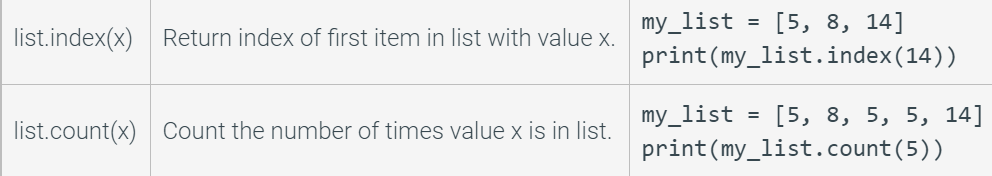 list.index(x) Return index of first item in list with value x. my_list = [5, 8, 14]
print(my_list.index(14))
list.count(x) Count the number of times value x is in list. my_list = [5, 8, 5, 5, 14]
print(my_list.count(5))